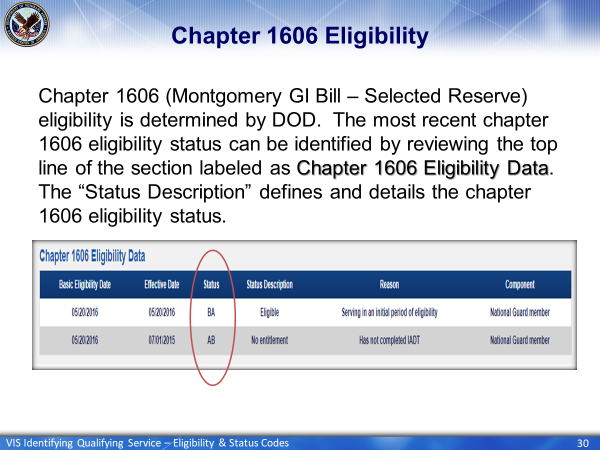 Chapter 1606 Eligibility
Chapter 1606 (Montgomery GI Bill – Selected Reserve)
eligibility is determined by DOD.  The most recent chapter
1606 eligibility status can be identified by reviewing the top
line of the section labeled as Chapter 1606 Eligibility Data.
The “Status Description” defines and details the chapter
1606 eligibility status.
Chapter 1606 Eligibility Data
Basic Eligibility Date Effective Date Status Status Description Reason Component
05/20/2016 05/20/2016 BA Eligible Serving in an initial period of eligibility National Guard member
05/20/2016 07/01/2015 AB No entitlement Has not completed IADT National Guard member
VIS Identifying Qualifying Service – Eligibility & Status Codes 30